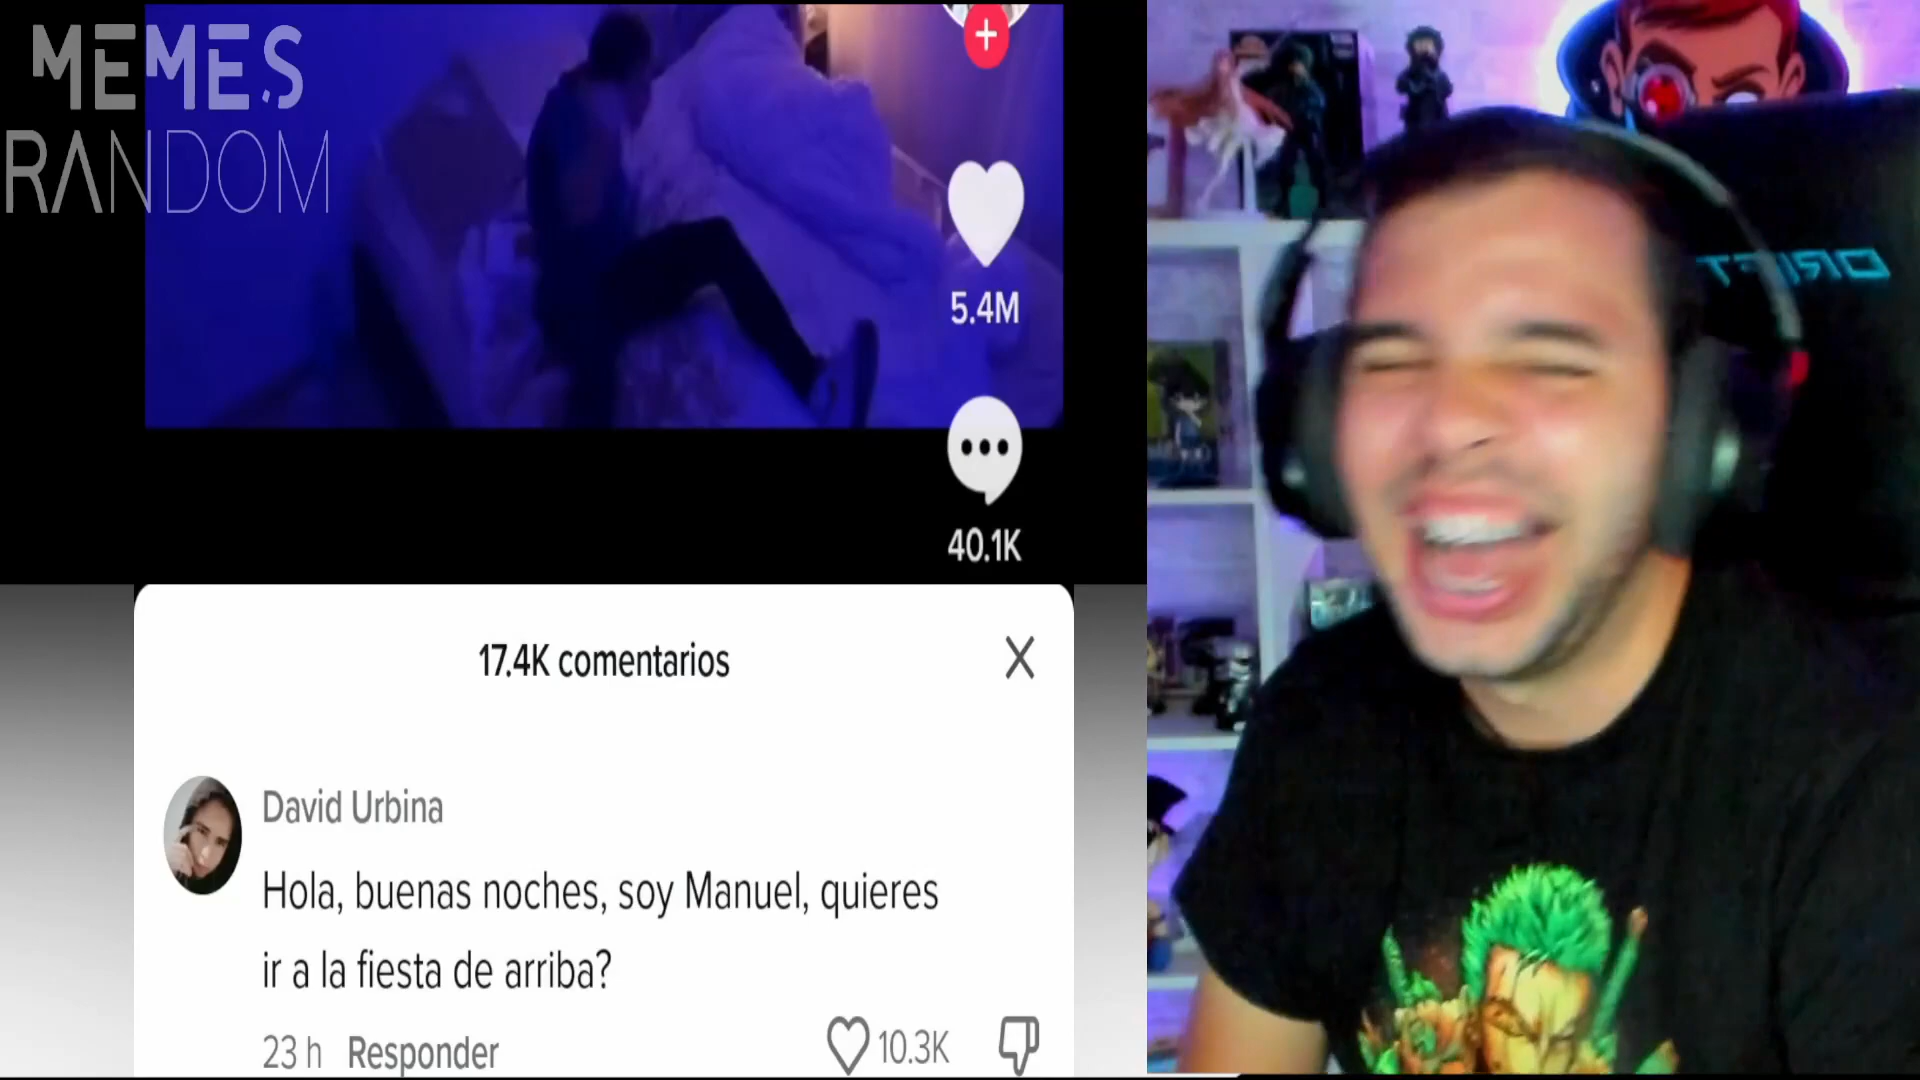 MEMES
RANDOM
5.4M
40.1K
17.4K comentarios
David Urbina
Hola, buenas noches, soy Manuel, quieres
ir a la fiesta de arriba?
23 h Responder
10.3K
DRIFT